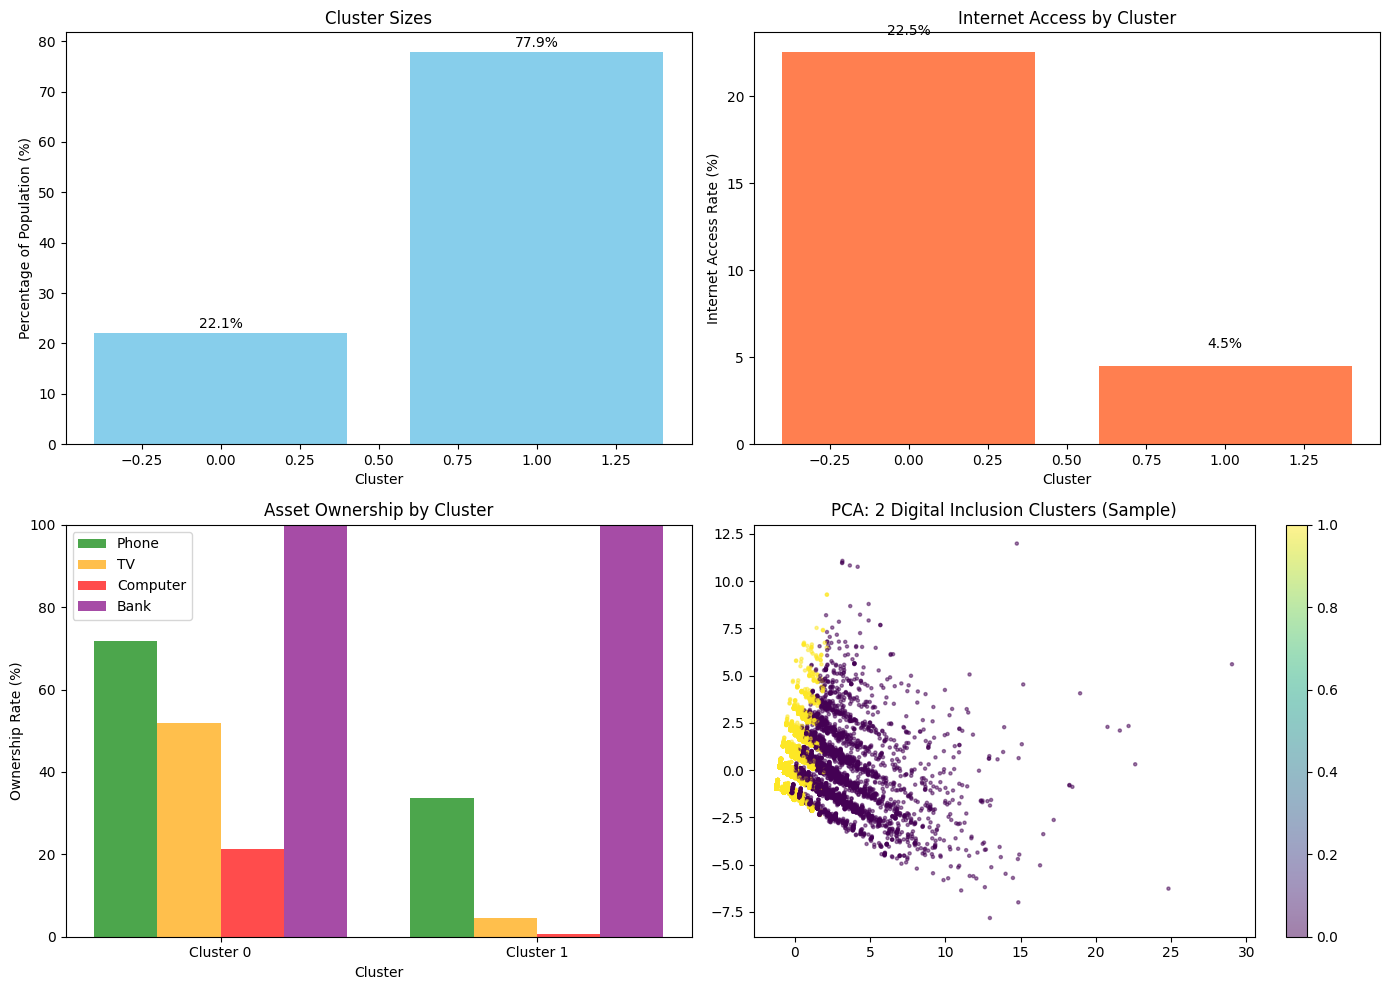 Cluster Sizes
Percentage of Population (%)
80
70
60
50
40
30
20
10
0
22.1%
77.9%
−0.25 0.00 0.25 0.50 0.75 1.00 1.25
Cluster
Internet Access by Cluster
Internet Access Rate (%)
20
15
10
5
0
22.5%
4.5%
−0.25 0.00 0.25 0.50 0.75 1.00 1.25
Cluster
Asset Ownership by Cluster
Ownership Rate (%)
100
80
60
40
20
0
Phone
TV
Computer
Bank
Cluster 0 Cluster 1
Cluster
PCA: 2 Digital Inclusion Clusters (Sample)
12.5
10.0
7.5
5.0
2.5
0.0
−2.5
−5.0
−7.5
0 5 10 15 20 25 30
1.0
0.8
0.6
0.4
0.2
0.0